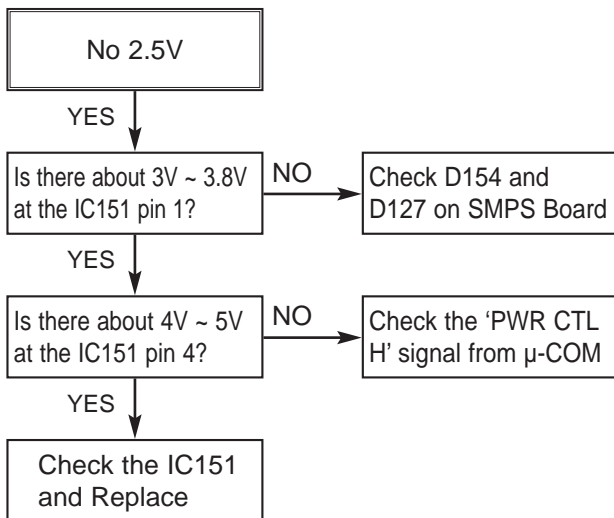 No 2.5V
YES
Is there about 3V ~ 3.8V
at the IC151 pin 1?
NO
Check D154 and
D127 on SMPS Board
YES
Is there about 4V ~ 5V
at the IC151 pin 4?
NO
Check the ‘PWR CTL
H’ signal from µ-COM
YES
Check the IC151
and Replace